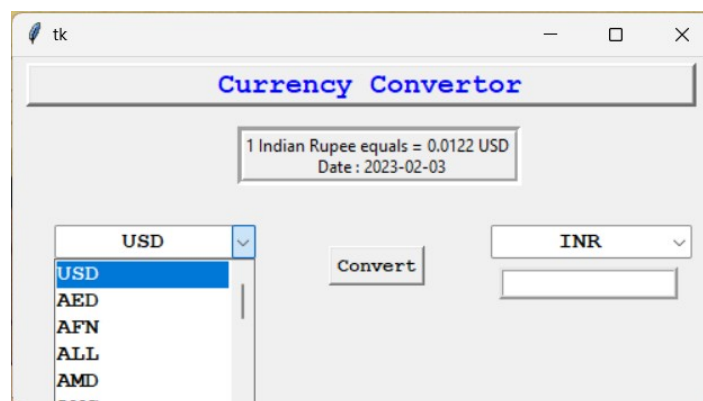 tk
Currency Convertor
1 Indian Rupee equals = 0.0122 USD
Date : 2023-02-03
USD
INR
Convert
USD
AED
AFN
ALL
AMD